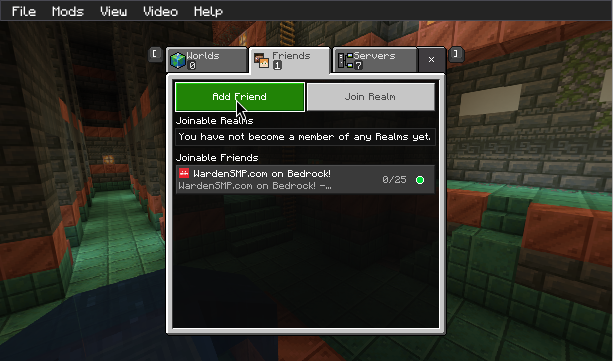 File Mods View Video Help
[ Worlds Friends Servers × ]
0 1 7
Add Friend Join Realm
Joinable Realms
You have not become a member of any Realms yet.
Joinable Friends
WardenSMP.com on Bedrock!
WardenSMP.com on Bedrock! -...
0/25